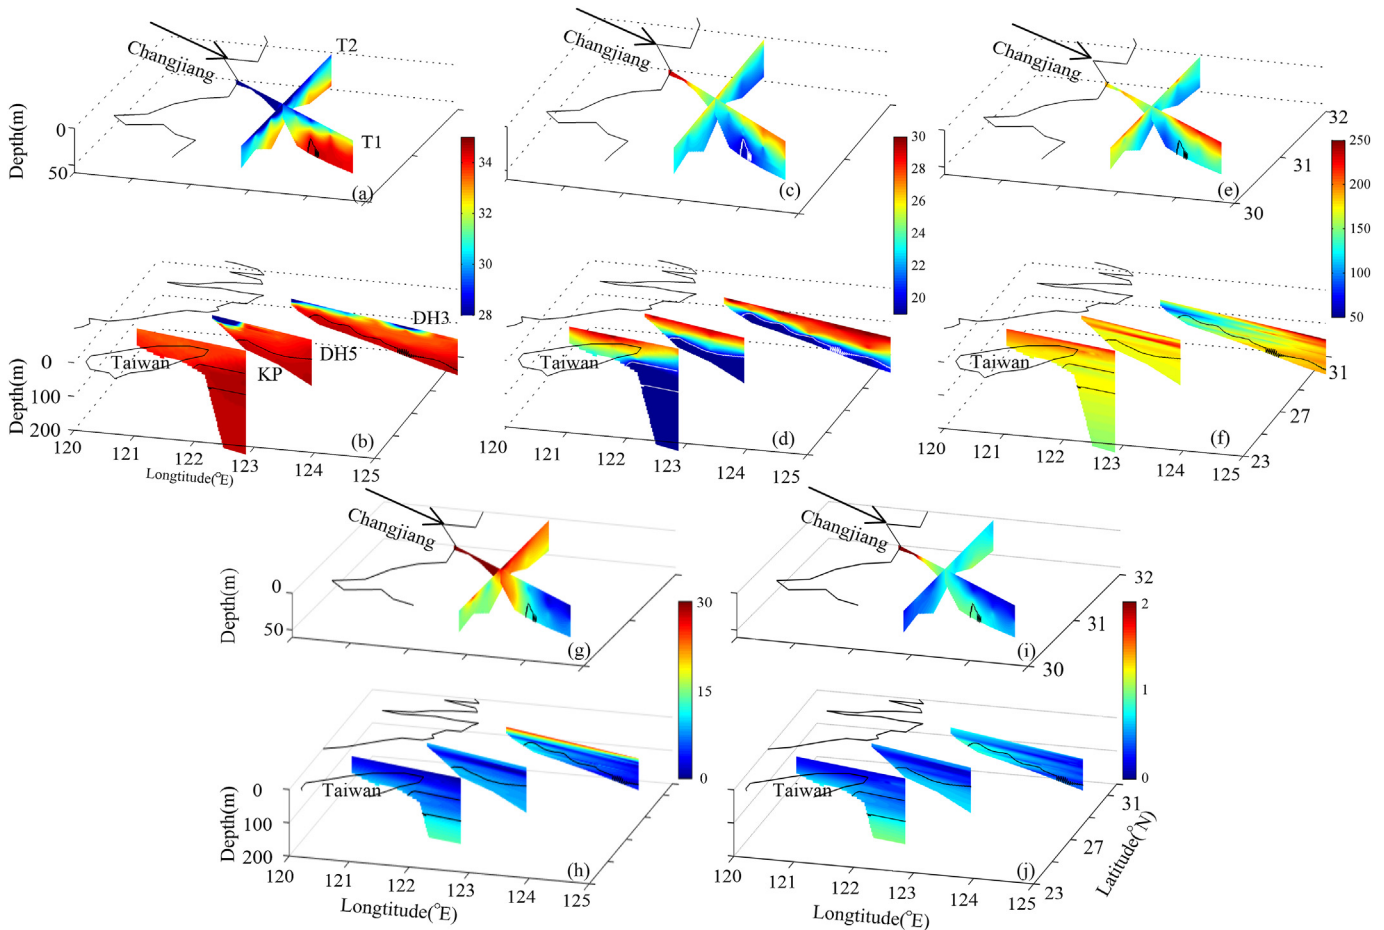 Changjiang
T2
T1
Depth(m)
0
50
(a)
34
32
30
28
Changjiang
(c)
30
28
26
24
22
20
Changjiang
(e)
32
31
30
250
200
150
100
50
DH3
DH5
KP
Taiwan
Depth(m)
0
100
200
120
121
122
123
124
125
Longtitude(°E)
(b)
Taiwan
120
121
122
123
124
125
(d)
Taiwan
120
121
122
123
124
125
(f)
31
27
23
Changjiang
Depth(m)
0
50
(g)
30
15
0
Changjiang
(i)
32
31
30
2
1
0
Taiwan
Depth(m)
0
100
200
120
121
122
123
124
125
Longtitude(°E)
(h)
Taiwan
120
121
122
123
124
125
Longtitude(°E)
(j)
31
27
23
Latitude(°N)